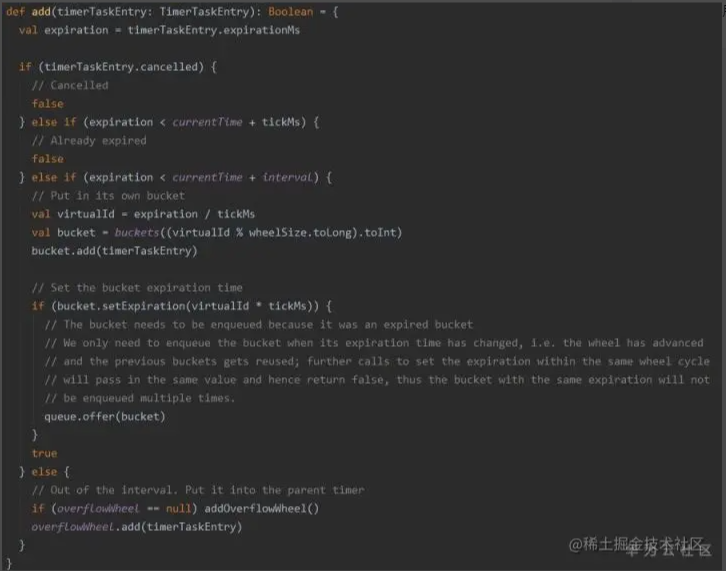 def add(timerTaskEntry: TimerTaskEntry): Boolean = {
  val expiration = timerTaskEntry.expirationMs

  if (timerTaskEntry.cancelled) {
    // Cancelled
    false
  } else if (expiration < currentTime + tickMs) {
    // Already expired
    false
  } else if (expiration < currentTime + interval) {
    // Put in its own bucket
    val virtualId = expiration / tickMs
    val bucket = buckets((virtualId % wheelSize.toLong).toInt)
    bucket.add(timerTaskEntry)

    // Set the bucket expiration time
    if (bucket.setExpiration(virtualId * tickMs)) {
      // The bucket needs to be enqueued because it was an expired bucket
      // We only need to enqueue the bucket when its expiration time has changed, i.e. the wheel has advanced
      // and the previous buckets gets reused; further calls to set the expiration within the same wheel cycle
      // will pass in the same value and hence return false, thus the bucket with the same expiration will not
      // be enqueued multiple times.
      queue.offer(bucket)
    }
    true
  } else {
    // Out of the interval. Put it into the parent timer
    if (overflowWheel == null) addOverflowWheel()
    overflowWheel.add(timerTaskEntry)
  }
}
@稀土掘金技术社区
华为云社区